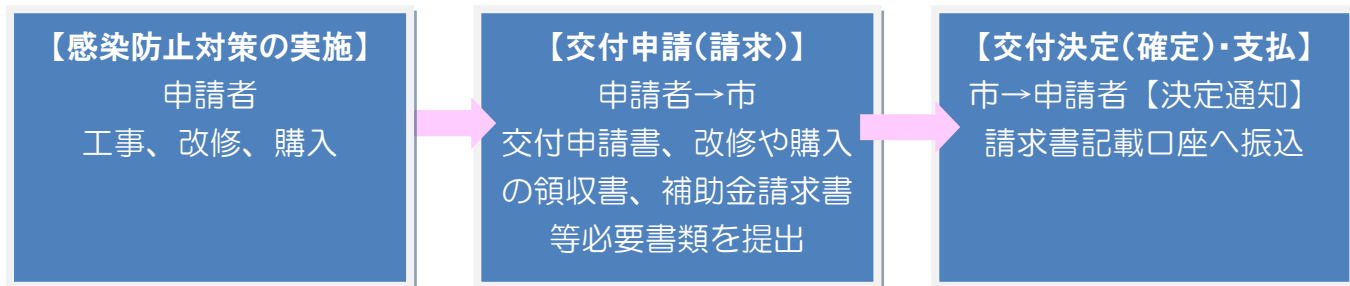 【感染防止対策の実施】
申請者
工事、改修、購入
【交付申請(請求)】
申請者→市
交付申請書、改修や購入
の領収書、補助金請求書
等必要書類を提出
【交付決定(確定)・支払】
市→申請者【決定通知】
請求書記載口座へ振込